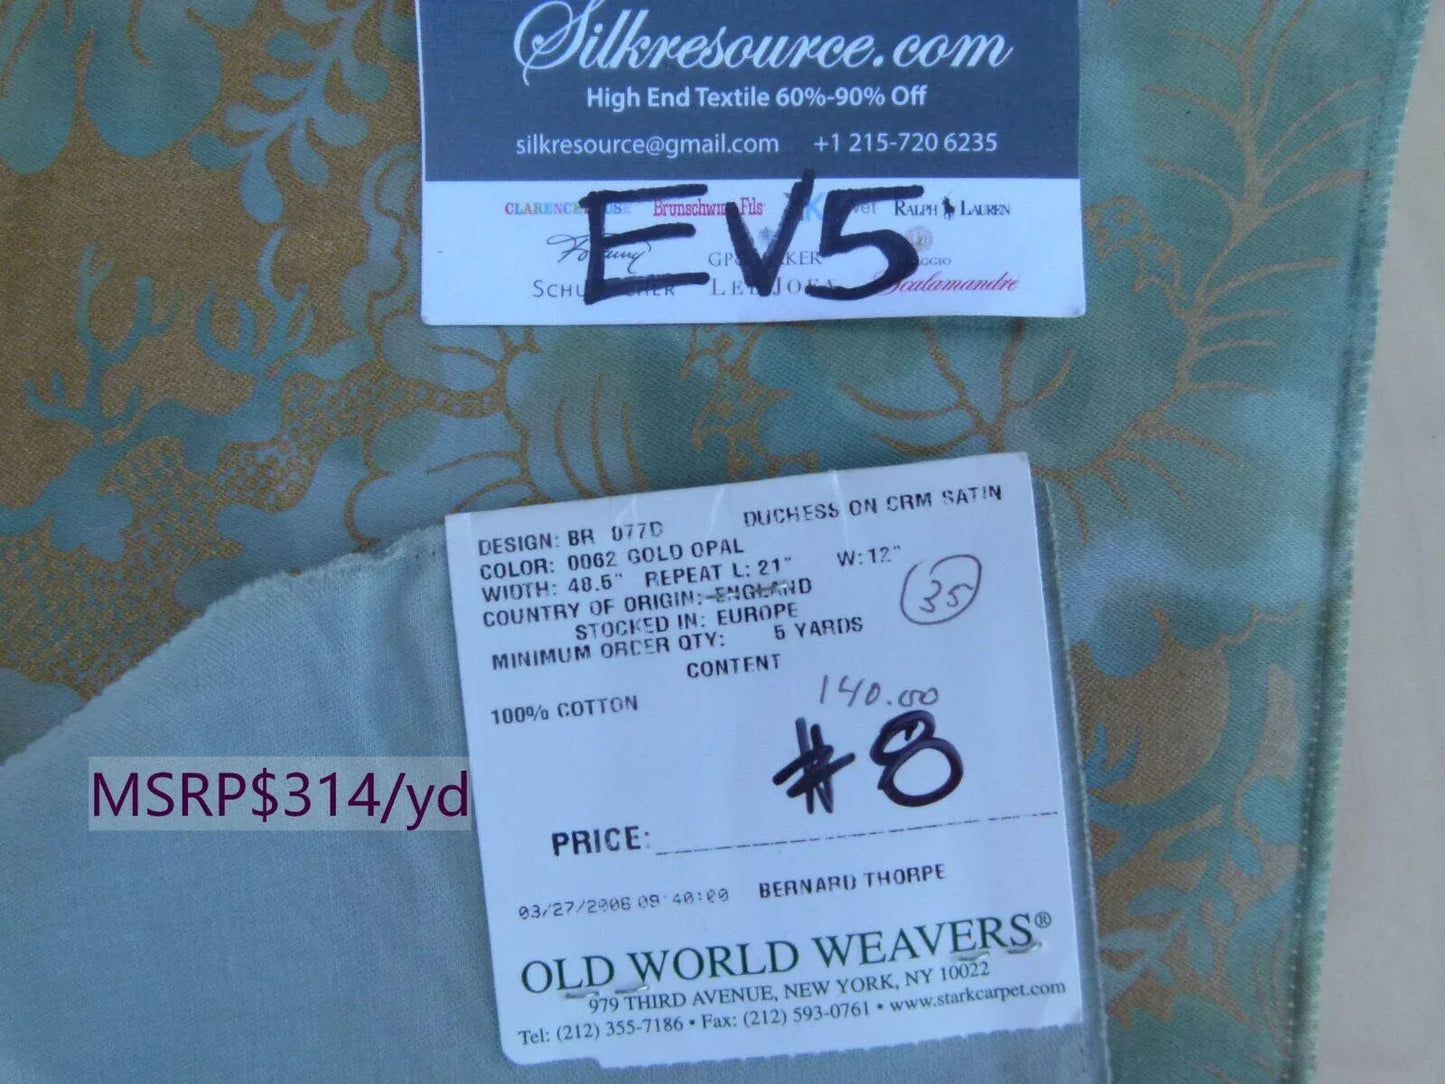 Silkresource.com
High End Textile 60%-90% Off
silkresource@gmail.com +1 215-720 6235
EV5
Brunschwig Fils
RALPH LAUREN
Scalamandré
DESIGN: BR 077D DUCHESS ON CRM SATIN
COLOR: 0062 GOLD OPAL
WIDTH: 48.5" REPEAT L: 21" W: 12"
COUNTRY OF ORIGIN: ENGLAND
35
STOCKED IN: EUROPE
MINIMUM ORDER QTY: 5 YARDS
CONTENT
100% COTTON
140.00
#8
MSRP$314/yd
PRICE:
03/27/2006 09:40:00 BERNARD THORPE
OLD WORLD WEAVERS®
979 THIRD AVENUE, NEW YORK, NY 10022
Tel: (212) 355-7186 • Fax: (212) 593-0761 • www.starkcarpet.com